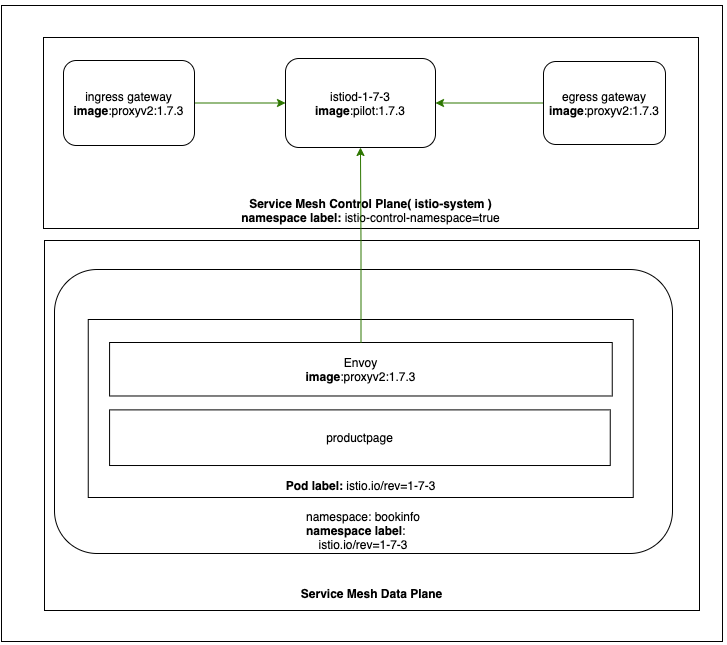 ingress gateway
image:proxyv2:1.7.3
istiod-1-7-3
image:pilot:1.7.3
egress gateway
image:proxyv2:1.7.3
Service Mesh Control Plane( istio-system )
namespace label: istio-control-namespace=true
Envoy
image:proxyv2:1.7.3
productpage
Pod label: istio.io/rev=1-7-3
namespace: bookinfo
namespace label:
istio.io/rev=1-7-3
Service Mesh Data Plane